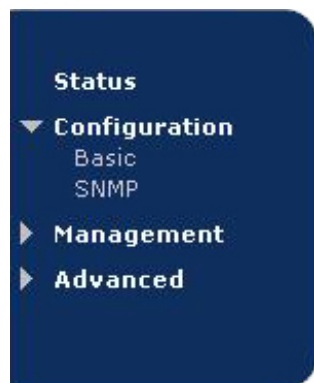 Status
Configuration
Basic
SNMP
Management
Advanced